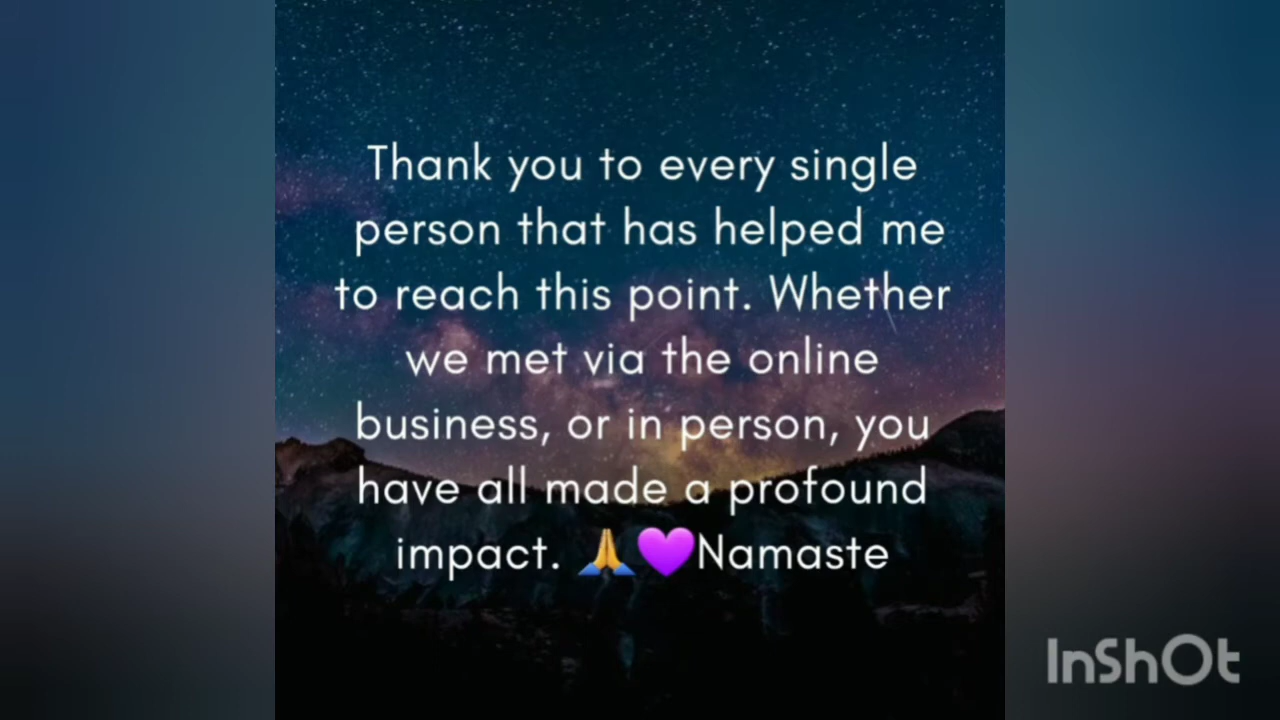 Thank you to every single
person that has helped me
to reach this point. Whether
we met via the online
business, or in person, you
have all made a profound
impact. 🙏💜Namaste
InShOt